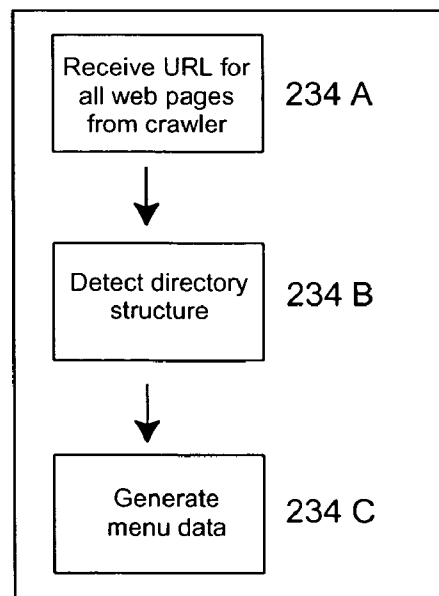 Receive URL for
all web pages
from crawler
234 A
Detect directory
structure
234 B
Generate
menu data
234 C